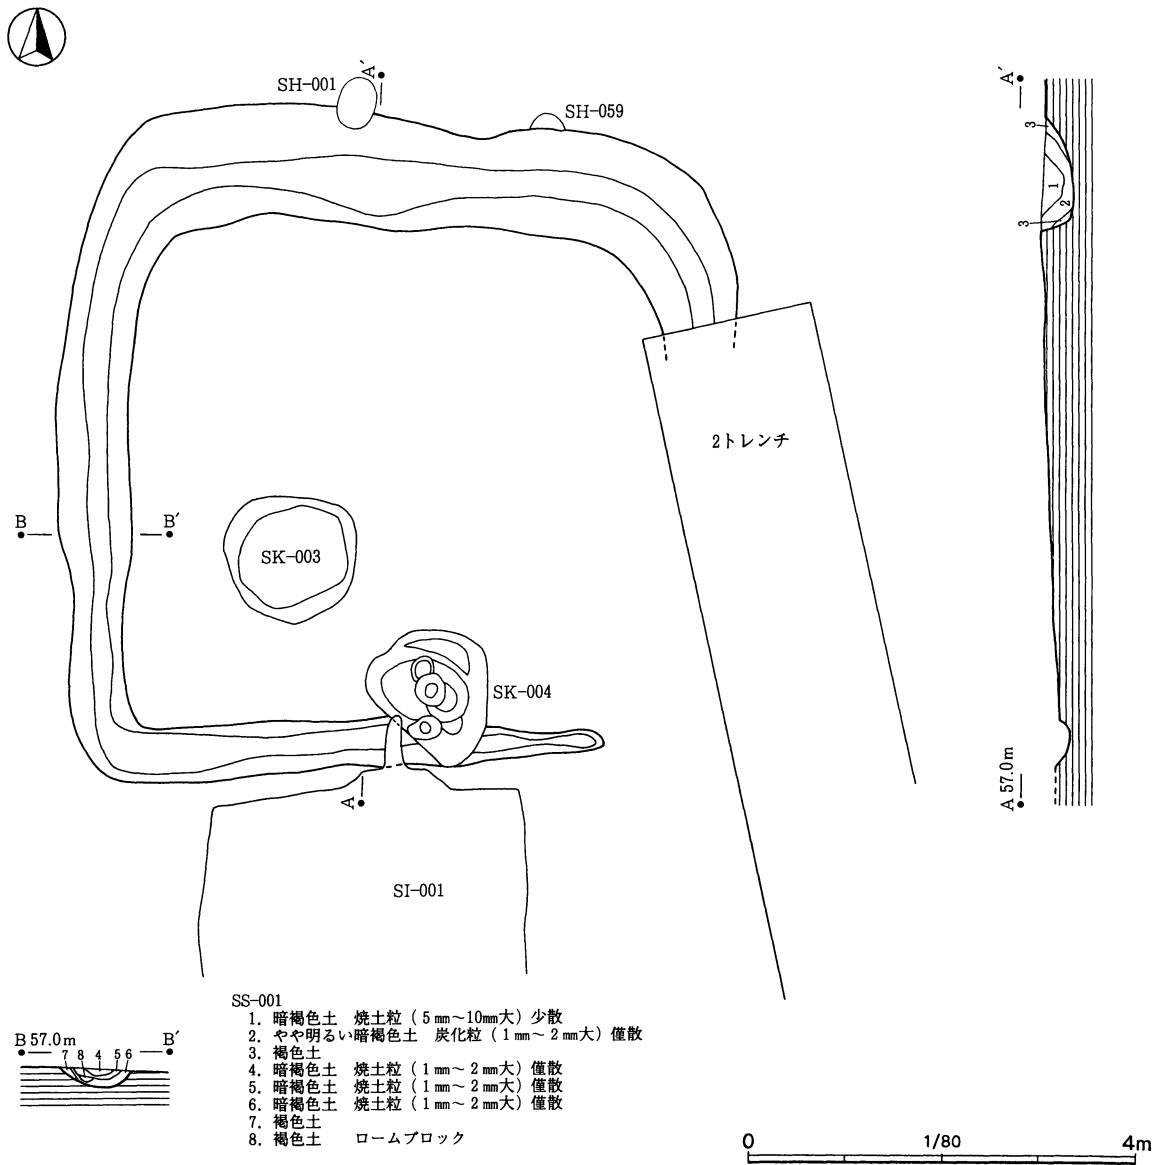 A′
SH-001
SH-059
A′
3
1
2
3
2トレンチ
B
B′
SK-003
SK-004
A
A 57.0m
SI-001
SS-001
1. 暗褐色土 焼土粒（5㎜～10㎜大）少散
2. やや明るい暗褐色土 炭化粒（1㎜～2㎜大）僅散
3. 褐色土
4. 暗褐色土 焼土粒（1㎜～2㎜大）僅散
5. 暗褐色土 焼土粒（1㎜～2㎜大）僅散
6. 暗褐色土 焼土粒（1㎜～2㎜大）僅散
7. 褐色土
8. 褐色土 ロームブロック
B 57.0m B′
7 8 4 5 6
0 1/80 4m